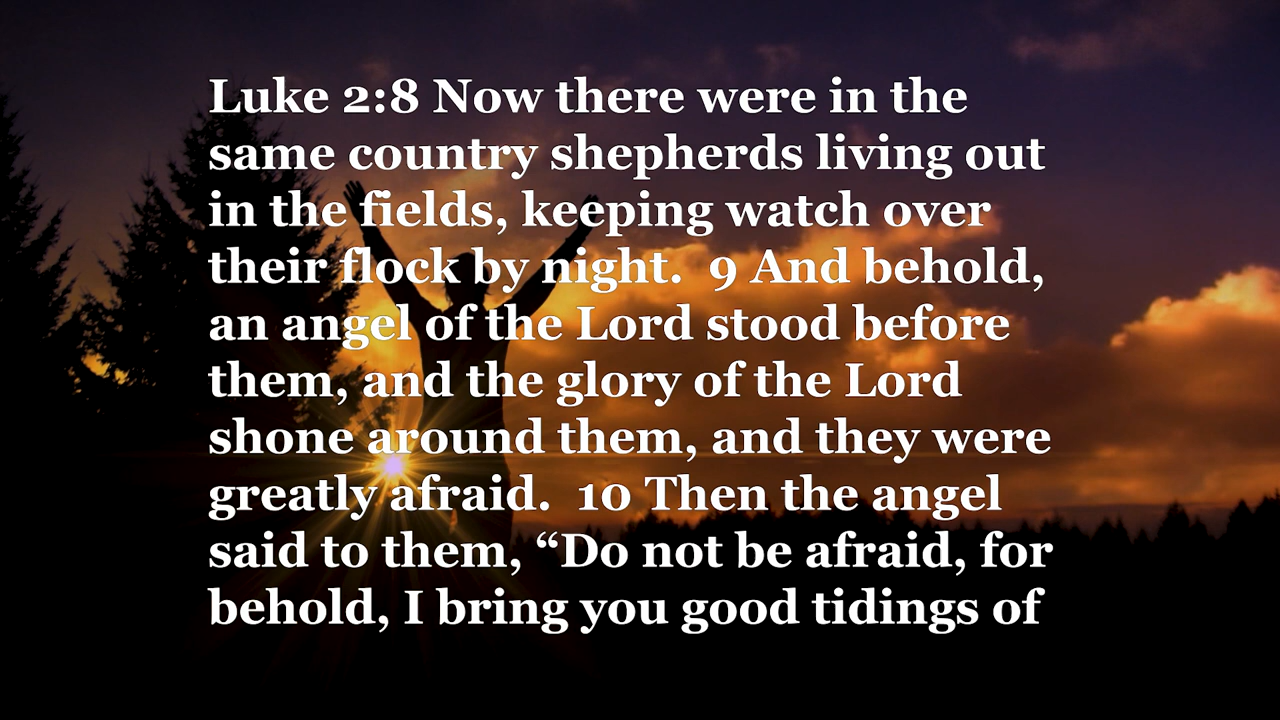 Luke 2:8 Now there were in the
same country shepherds living out
in the fields, keeping watch over
their flock by night.  9 And behold,
an angel of the Lord stood before
them, and the glory of the Lord
shone around them, and they were
greatly afraid.  10 Then the angel
said to them, “Do not be afraid, for
behold, I bring you good tidings of